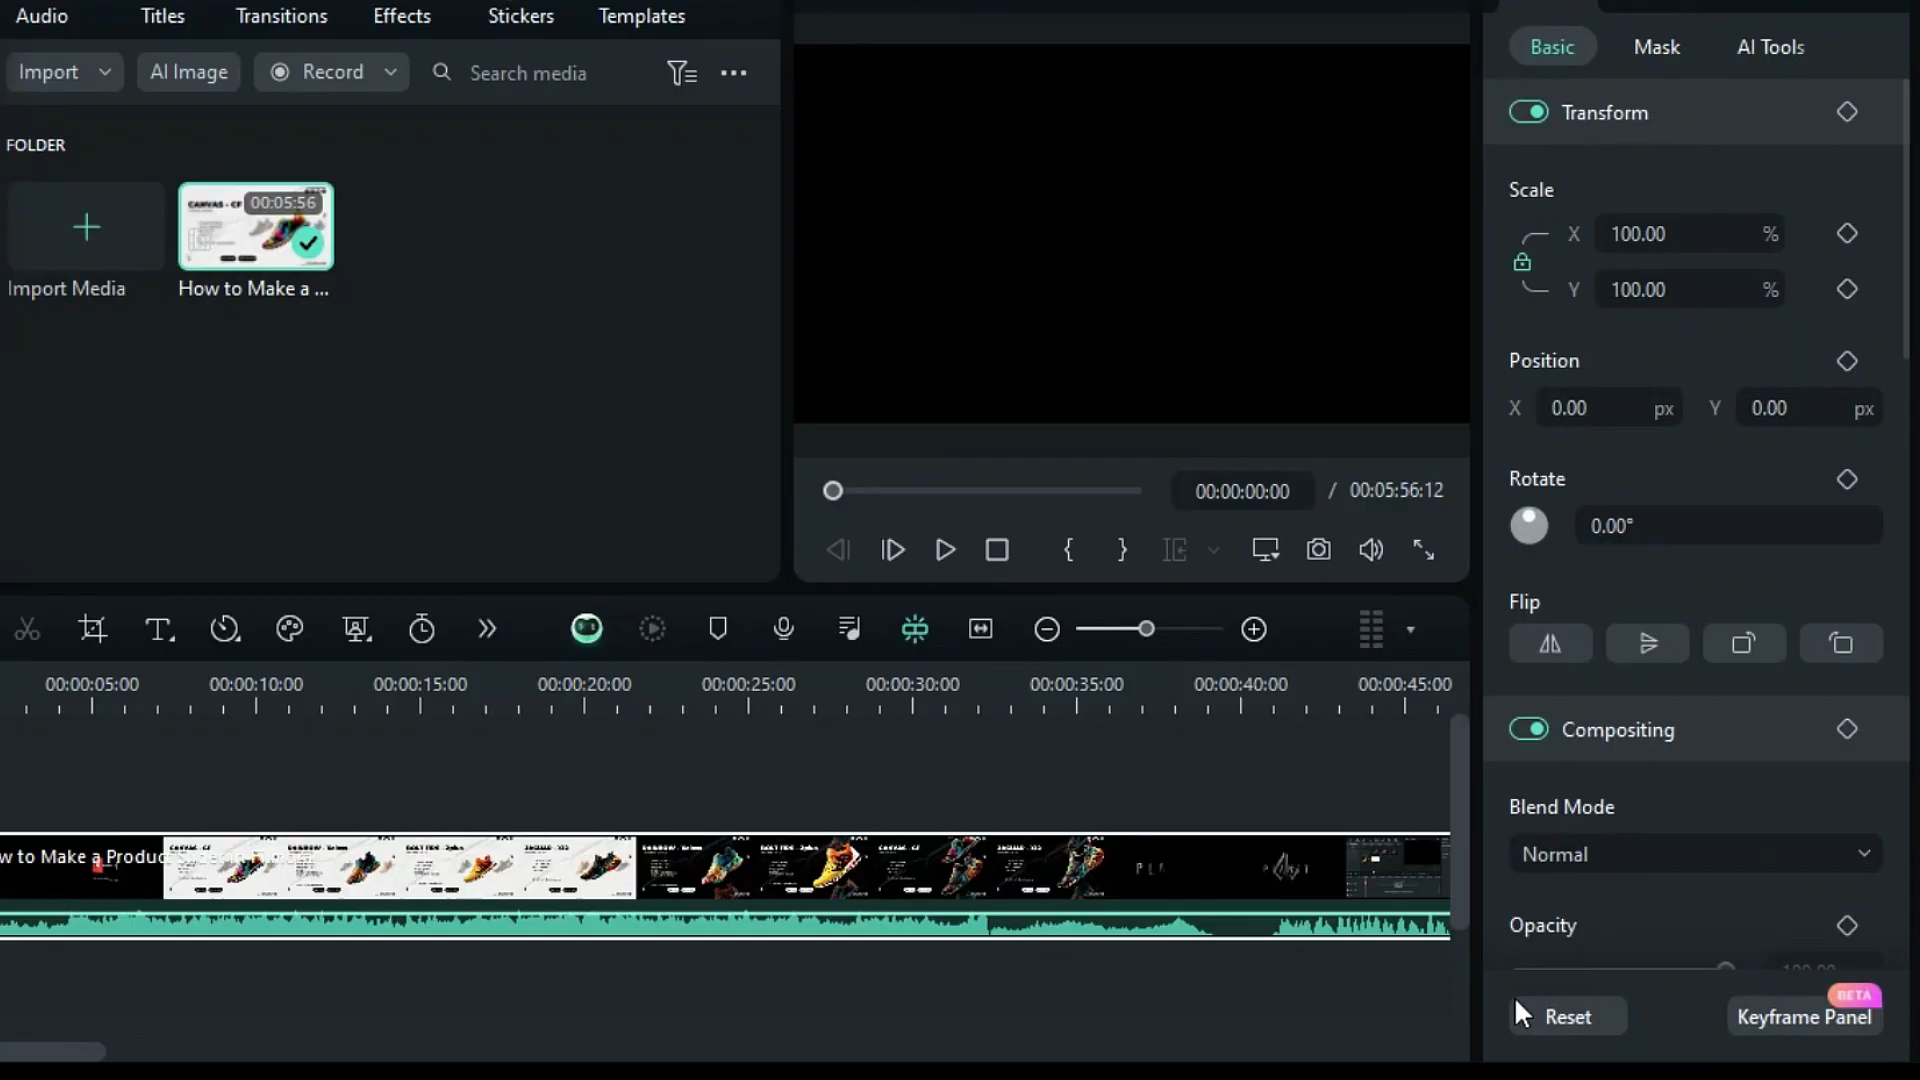 Audio
Titles
Transitions
Effects
Stickers
Templates
Import
AI Image
Record
Search media
FOLDER
00:05:56
Import Media
How to Make a ...
00:00:00:00 / 00:05:56:12
Basic
Mask
AI Tools
Transform
Scale
X 100.00 %
Y 100.00 %
Position
X 0.00 px Y 0.00 px
Rotate
0.00°
Flip
Compositing
Blend Mode
Normal
Opacity
100.00
Reset
Keyframe Panel
BETA
00:00:05:00 00:00:10:00 00:00:15:00 00:00:20:00 00:00:25:00 00:00:30:00 00:00:35:00 00:00:40:00 00:00:45:00
w to Make a Produc